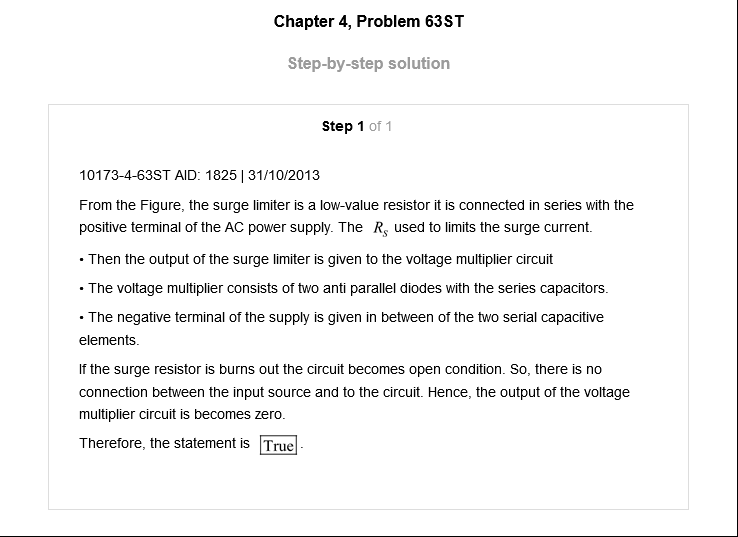 Chapter 4, Problem 63ST
Step-by-step solution
Step 1 of 1
10173-4-63ST AID: 1825 | 31/10/2013
From the Figure, the surge limiter is a low-value resistor it is connected in series with the
positive terminal of the AC power supply. The R_s used to limits the surge current.
• Then the output of the surge limiter is given to the voltage multiplier circuit
• The voltage multiplier consists of two anti parallel diodes with the series capacitors.
• The negative terminal of the supply is given in between of the two serial capacitive
elements.
If the surge resistor is burns out the circuit becomes open condition. So, there is no
connection between the input source and to the circuit. Hence, the output of the voltage
multiplier circuit is becomes zero.
Therefore, the statement is True.